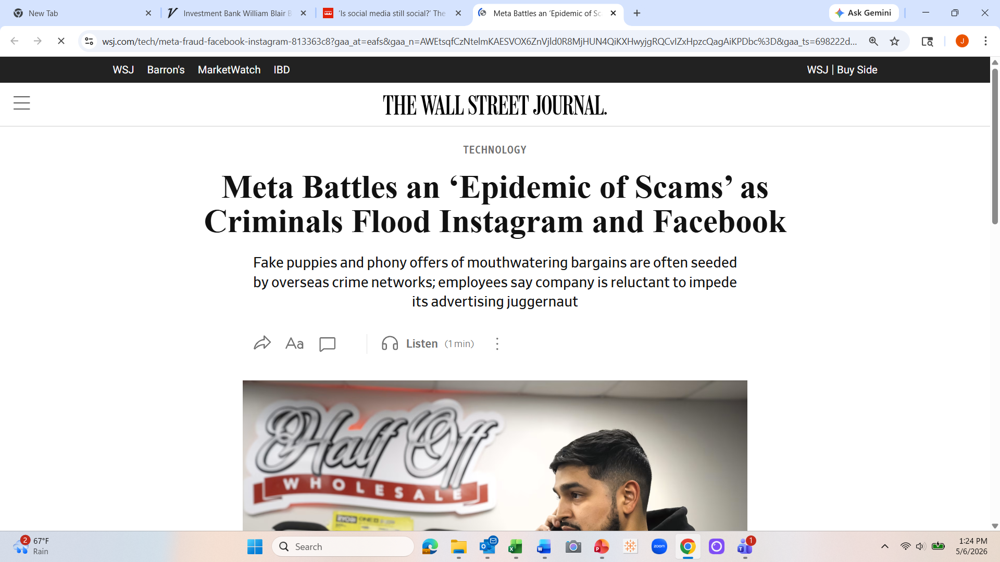 New Tab
Investment Bank William Blair B
‘Is social media still social?’ The
Meta Battles an ‘Epidemic of Sc
Ask Gemini
wsj.com/tech/meta-fraud-facebook-instagram-813363c8?gaa_at=eafs&gaa_n=AWEtsqfCzNtelmKAESVOX6ZnVjld0R8MjHUN4QiKXHwyjgRQCvIZxHpzcQagAiKPDbc%3D&gaa_ts=698222d...
J
WSJ Barron's MarketWatch IBD
WSJ | Buy Side
THE WALL STREET JOURNAL.
TECHNOLOGY
Meta Battles an ‘Epidemic of Scams’ as
Criminals Flood Instagram and Facebook
Fake puppies and phony offers of mouthwatering bargains are often seeded
by overseas crime networks; employees say company is reluctant to impede
its advertising juggernaut
Aa
Listen (1 min)
Half Off
WHOLESALE
RYOBI ONE
2
67°F
Rain
Search
zoom
1
1:24 PM
5/6/2026